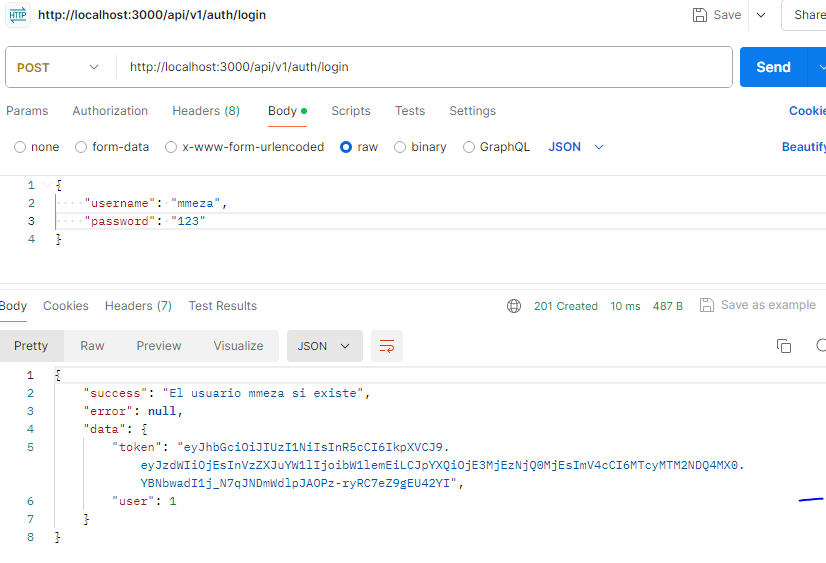 HTTP http://localhost:3000/api/v1/auth/login Save Share
POST http://localhost:3000/api/v1/auth/login Send
Params Authorization Headers (8) Body Scripts Tests Settings Cookie
none form-data x-www-form-urlencoded raw binary GraphQL JSON Beautify
1 {
2 "username": "mmeza",
3 "password": "123"
4 }
Body Cookies Headers (7) Test Results 201 Created 10 ms 487 B Save as example
Pretty Raw Preview Visualize JSON
1 {
2 "success": "El usuario mmeza si existe",
3 "error": null,
4 "data": {
5 "token": "eyJhbGciOiJIUzI1NiIsInR5cCI6IkpXVCJ9.
eyJzdWIiOjEsInVzZXJuYW1lIjoibW1lemEiLCJpYXQiOjE3MjEzNjQ0MjEsImV4cCI6MTcyMTM2NDQ4MX0.
YBNbwadI1j_N7qJNDmWdlpJAOPz-ryRC7eZ9gEU42YI",
6 "user": 1
7 }
8 }